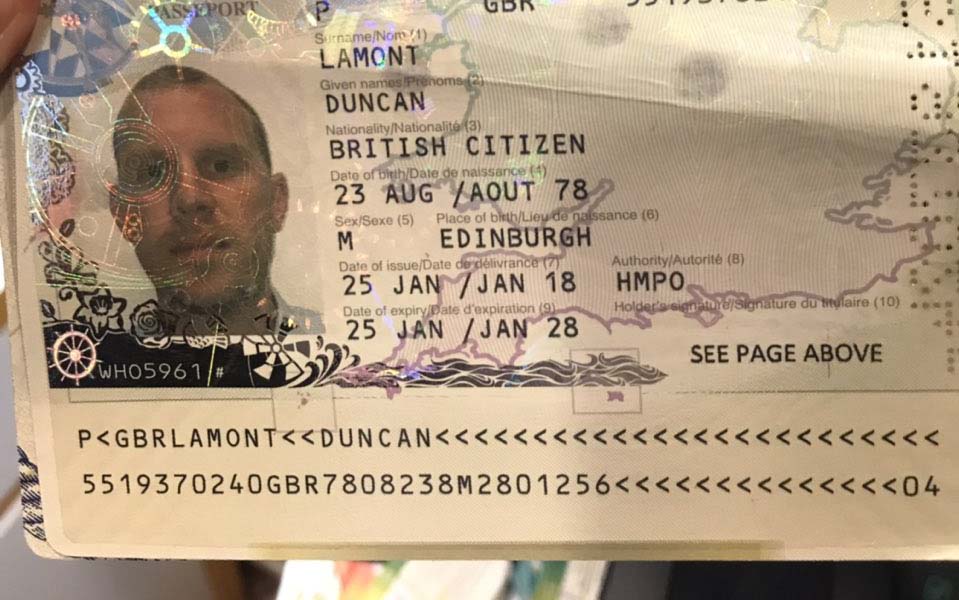 PASSEPORT
P GBR
Surname/Nom (1)
LAMONT
Given names/Prénoms (2)
DUNCAN
Nationality/Nationalité (3)
BRITISH CITIZEN
Date of birth/Date de naissance (4)
23 AUG /AOUT 78
Sex/Sexe (5) Place of birth/Lieu de naissance (6)
M EDINBURGH
Date of issue/Date de délivrance (7) Authority/Autorité (8)
25 JAN /JAN 18 HMPO
Date of expiry/Date d'expiration (9) Holder's signature/Signature du titulaire (10)
25 JAN /JAN 28
SEE PAGE ABOVE
WH05961 #
P<GBRLAMONT<<DUNCAN<<<<<<<<<<<<<<<<<<<<<<<<<
5519370240GBR7808238M2801256<<<<<<<<<<<<<<04